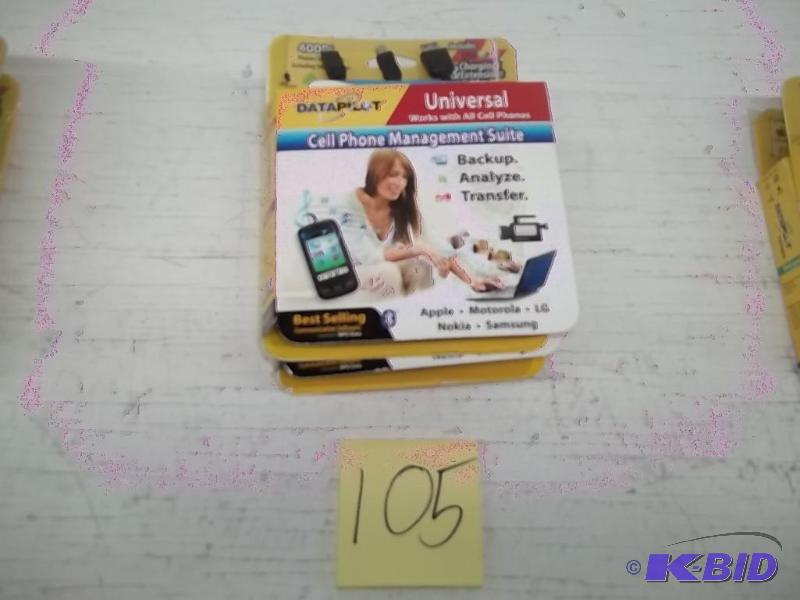 DATAPILOT
Universal
Works with All Cell Phones
Cell Phone Management Suite
Backup.
Analyze.
Transfer.
Best Selling
Apple • Motorola • LG
Nokia • Samsung
105
© K-BID